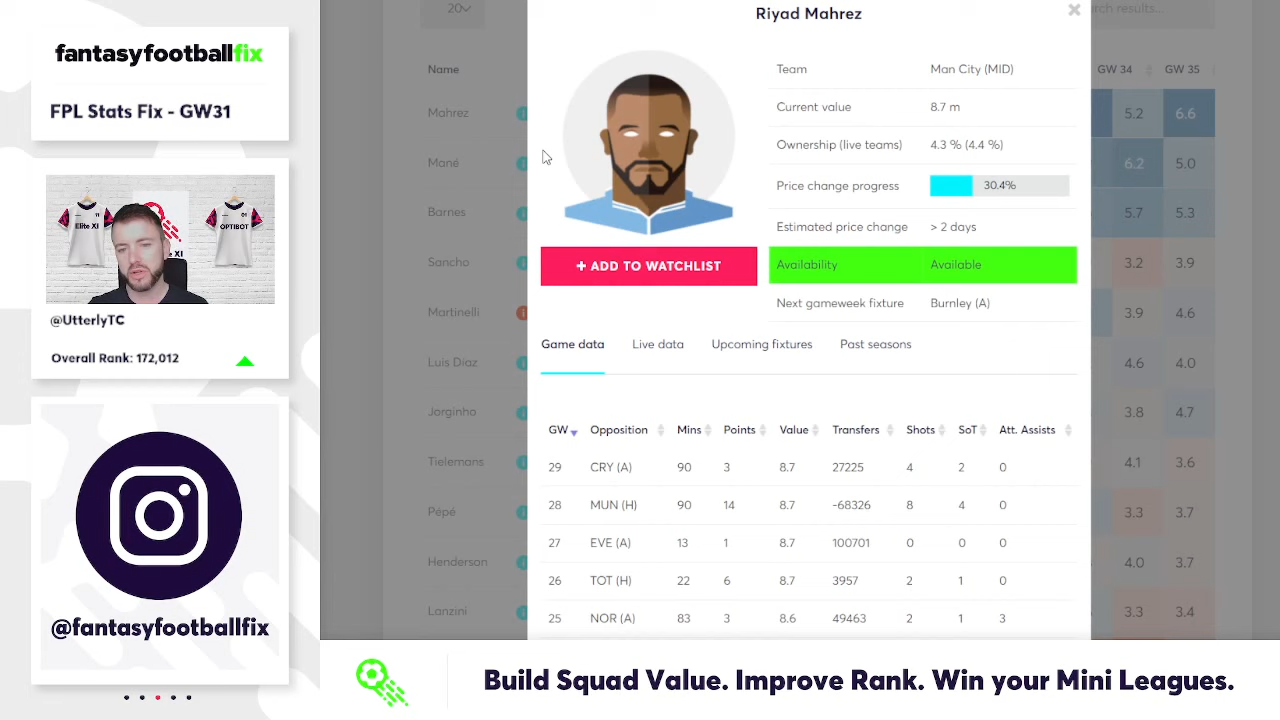 fantasyfootballfix
FPL Stats Fix - GW31
Elite XI
OPTIBOT
@UtterlyTC
Overall Rank: 172,012
@fantasyfootballfix
20
Search results...
Name
GW 34 GW 35
Mahrez 5.2 6.6
Mané 6.2 5.0
Barnes 5.7 5.3
Sancho 3.2 3.9
Martinelli 3.9 4.6
Luis Díaz 4.6 4.0
Jorginho 3.8 4.7
Tielemans 4.1 3.6
Pépé 3.3 3.7
Henderson 4.0 3.7
Lanzini 3.3 3.4
Riyad Mahrez
Team Man City (MID)
Current value 8.7 m
Ownership (live teams) 4.3 % (4.4 %)
Price change progress 30.4%
Estimated price change > 2 days
+ ADD TO WATCHLIST
Availability Available
Next gameweek fixture Burnley (A)
Game data Live data Upcoming fixtures Past seasons
GW Opposition Mins Points Value Transfers Shots SoT Att. Assists
29 CRY (A) 90 3 8.7 27225 4 2 0
28 MUN (H) 90 14 8.7 -68326 8 4 0
27 EVE (A) 13 1 8.7 100701 0 0 0
26 TOT (H) 22 6 8.7 3957 2 1 0
25 NOR (A) 83 3 8.6 49463 2 1 3
Build Squad Value. Improve Rank. Win your Mini Leagues.